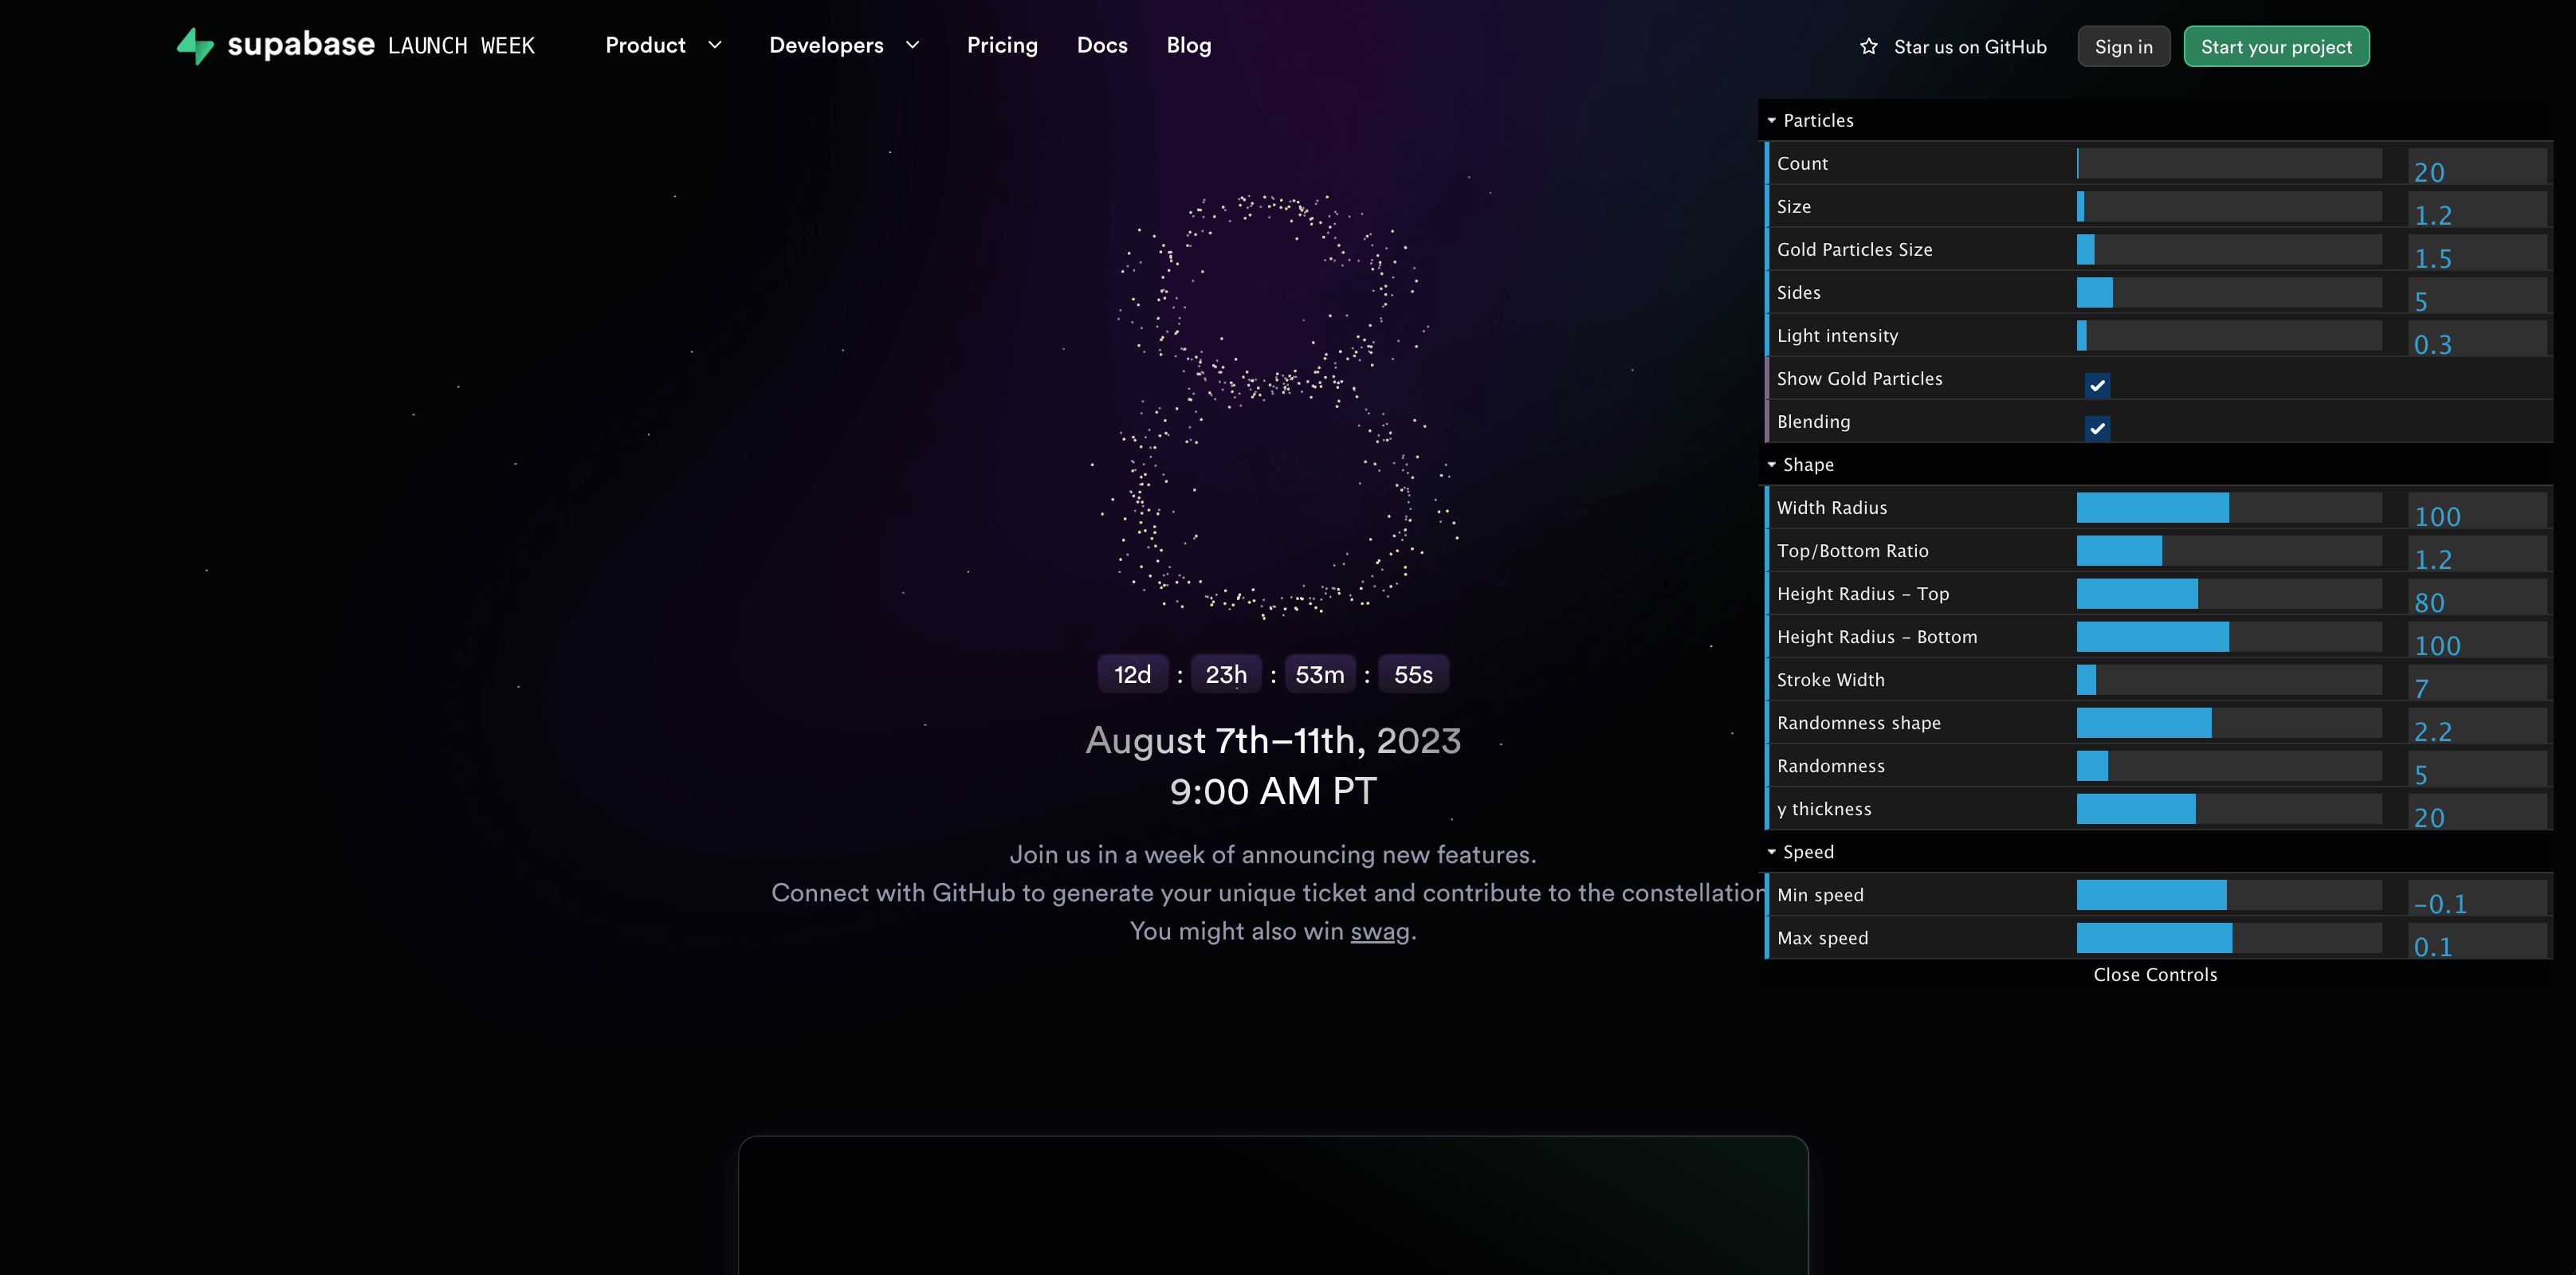 supabase LAUNCH WEEK
Product
Developers
Pricing
Docs
Blog
Star us on GitHub
Sign in
Start your project
12d : 23h : 53m : 55s
August 7th–11th, 2023
9:00 AM PT
Join us in a week of announcing new features.
Connect with GitHub to generate your unique ticket and contribute to the constellation
You might also win swag.
Particles
Count 20
Size 1.2
Gold Particles Size 1.5
Sides 5
Light intensity 0.3
Show Gold Particles
Blending
Shape
Width Radius 100
Top/Bottom Ratio 1.2
Height Radius – Top 80
Height Radius – Bottom 100
Stroke Width 7
Randomness shape 2.2
Randomness 5
y thickness 20
Speed
Min speed −0.1
Max speed 0.1
Close Controls